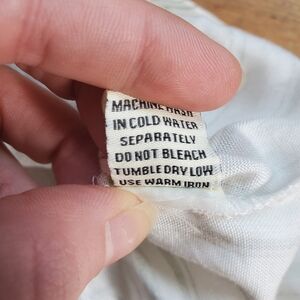 MACHINE WASH
IN COLD WATER
SEPARATELY
DO NOT BLEACH
TUMBLE DRY LOW
USE WARM IRON